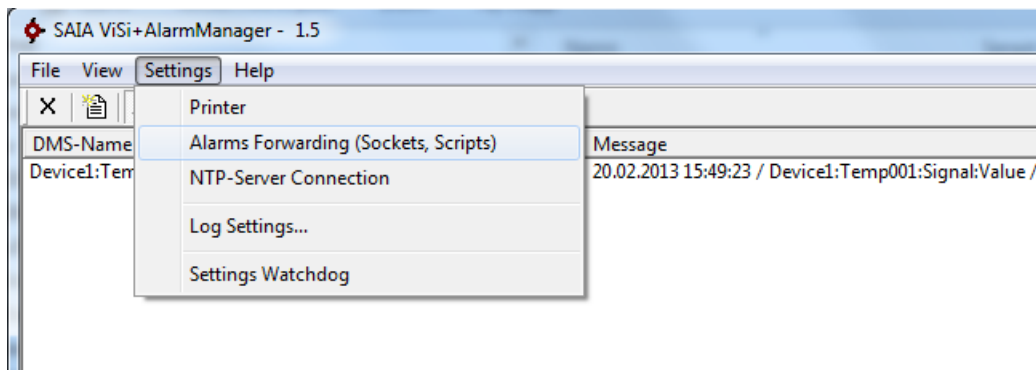 SAIA ViSi+AlarmManager - 1.5
File View Settings Help
Printer
DMS-Name Alarms Forwarding (Sockets, Scripts) Message
Device1:Tem NTP-Server Connection 20.02.2013 15:49:23 / Device1:Temp001:Signal:Value /
Log Settings...
Settings Watchdog